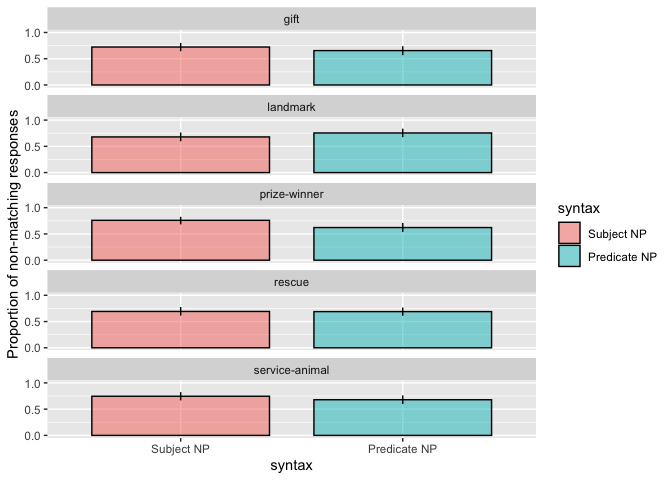 gift
1.0
0.5
0.0
landmark
1.0
0.5
0.0
prize-winner
1.0
0.5
0.0
rescue
1.0
0.5
0.0
service-animal
1.0
0.5
0.0
Subject NP
Predicate NP
syntax
Proportion of non-matching responses
syntax
Subject NP
Predicate NP